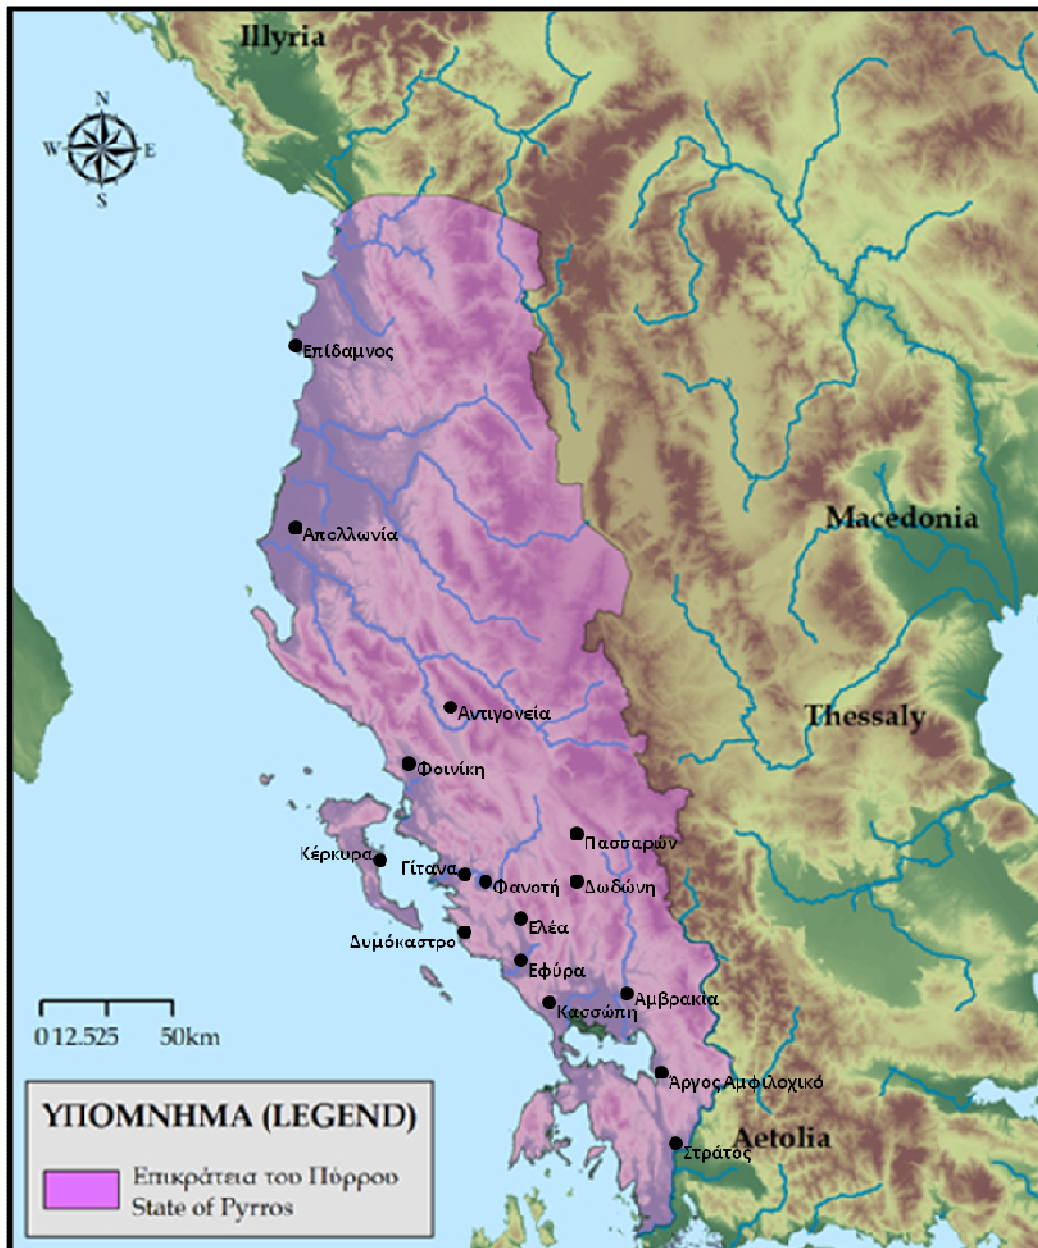 Illyria
N
W
E
S
Επίδαμνος
Απολλωνία
Macedonia
Αντιγονεία
Thessaly
Φοινίκη
Πασσαρών
Κέρκυρα
Γίτανα
Φανοτή
Δωδώνη
Ελέα
Δυμόκαστρο
Εφύρα
Αμβρακία
Κασσώπη
0 12.525 50km
Άργος Αμφιλοχικό
ΥΠΟΜΝΗΜΑ (LEGEND)
Aetolia
Στράτος
Επικράτεια του Πύρρου
State of Pyrros